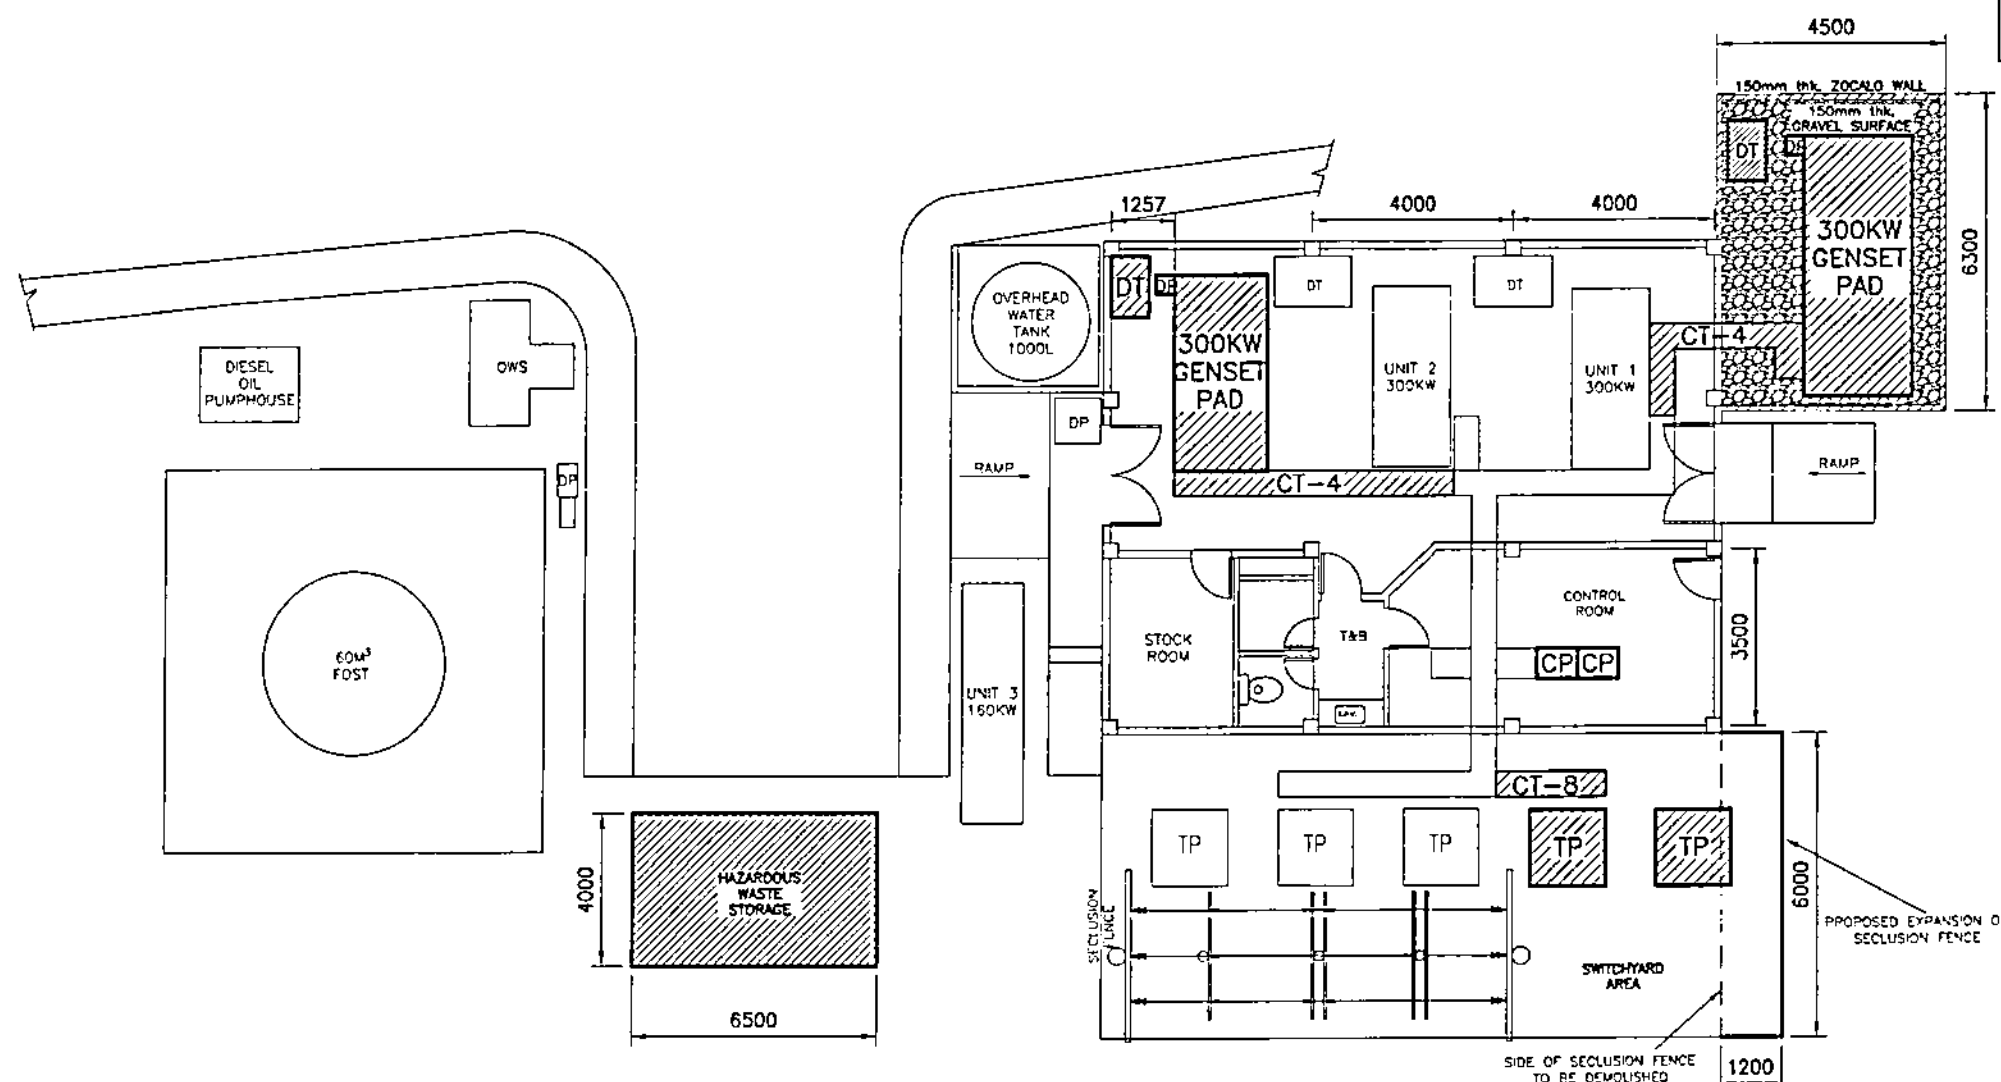 4500
150mm thk. ZOCALO WALL
150mm thk.
GRAVEL SURFACE
DT
300KW
GENSET
PAD
6300
CT-4
1257
4000
4000
OVERHEAD
WATER
TANK
1000L
DT
300KW
GENSET
PAD
DT
DT
UNIT 2
300KW
UNIT 1
300KW
DIESEL
OIL
PUMPHOUSE
OWS
DP
DP
RAMP
RAMP
CT-4
60M³
FOST
STOCK
ROOM
T&B
CONTROL
ROOM
CP
CP
3500
UNIT 3
160KW
LAV.
CT-8
TP
TP
TP
TP
TP
4000
HAZARDOUS
WASTE
STORAGE
6500
SECLUSION
FENCE
SWITCHYARD
AREA
6000
PROPOSED EXPANSION O
SECLUSION FENCE
SIDE OF SECLUSION FENCE
TO BE DEMOLISHED
1200